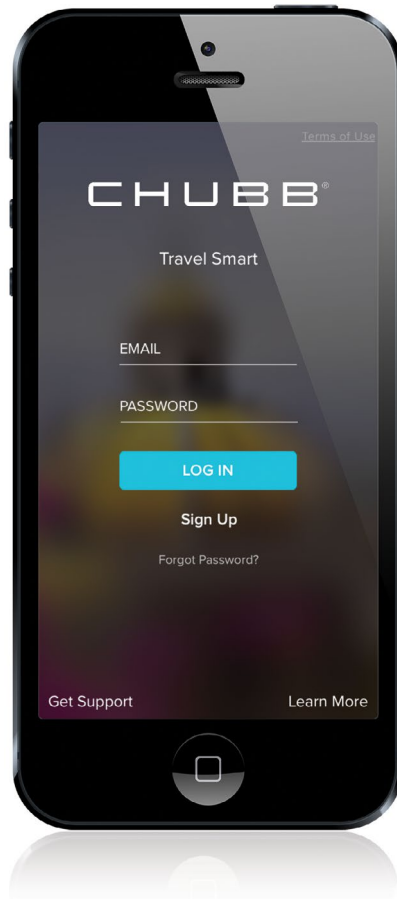 Terms of Use
CHUBB®
Travel Smart
EMAIL
PASSWORD
LOG IN
Sign Up
Forgot Password?
Get Support
Learn More